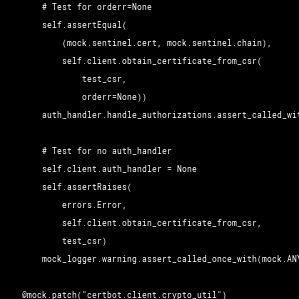 # Test for orderr=None
self.assertEqual(
(mock.sentinel.cert, mock.sentinel.chain),
self.client.obtain_certificate_from_csr(
test_csr,
orderr=None))
auth_handler.handle_authorizations.assert_called_wit
# Test for no auth_handler
self.client.auth_handler = None
self.assertRaises(
errors.Error,
self.client.obtain_certificate_from_csr,
test_csr)
mock_logger.warning.assert_called_once_with(mock.ANY
@mock.patch("certbot.client.crypto_util")